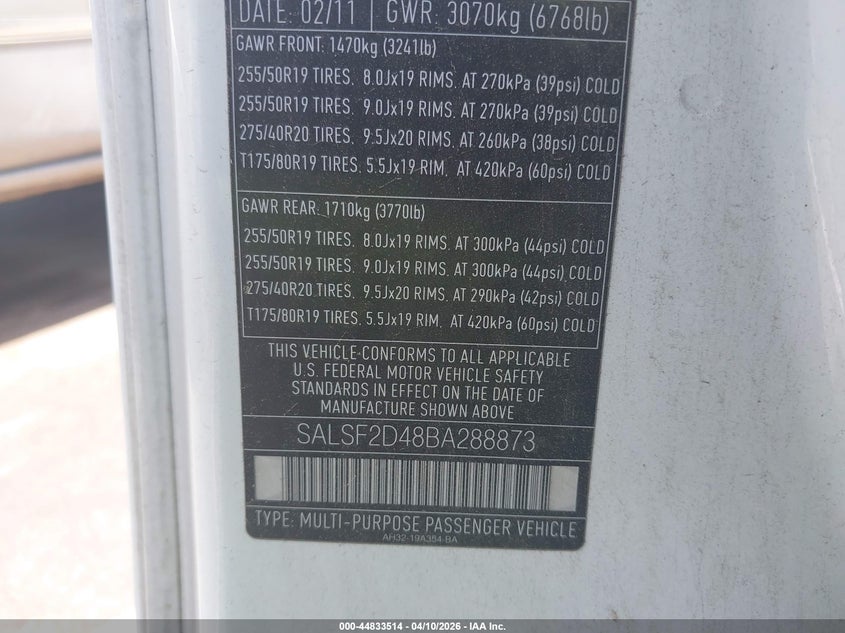 DATE: 02/11 GWR: 3070kg (6768lb)
GAWR FRONT: 1470kg (3241lb)
255/50R19 TIRES. 8.0Jx19 RIMS. AT 270kPa (39psi) COLD
255/50R19 TIRES. 9.0Jx19 RIMS. AT 270kPa (39psi) COLD
275/40R20 TIRES. 9.5Jx20 RIMS. AT 260kPa (38psi) COLD
T175/80R19 TIRES. 5.5Jx19 RIM. AT 420kPa (60psi) COLD
GAWR REAR: 1710kg (3770lb)
255/50R19 TIRES. 8.0Jx19 RIMS. AT 300kPa (44psi) COLD
255/50R19 TIRES. 9.0Jx19 RIMS. AT 300kPa (44psi) COLD
275/40R20 TIRES. 9.5Jx20 RIMS. AT 290kPa (42psi) COLD
T175/80R19 TIRES. 5.5Jx19 RIM. AT 420kPa (60psi) COLD
THIS VEHICLE CONFORMS TO ALL APPLICABLE
U.S. FEDERAL MOTOR VEHICLE SAFETY
STANDARDS IN EFFECT ON THE DATE OF
MANUFACTURE SHOWN ABOVE
SALSF2D48BA288873
TYPE: MULTI-PURPOSE PASSENGER VEHICLE
AH32-19A354-BA
000-44833514 - 04/10/2026 - IAA Inc.